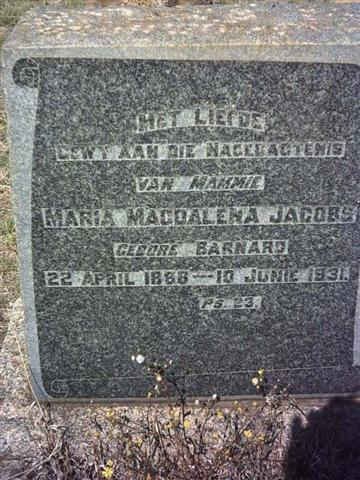 MET LIEFDE
GEWY AAN DIE NAGEDAGTENIS
VAN MAMMIE
MARIA MAGDALENA JACOBS
GEBORE BARNARD
22 APRIL 1888 — 10 JUNIE 1931.
PS. 23.